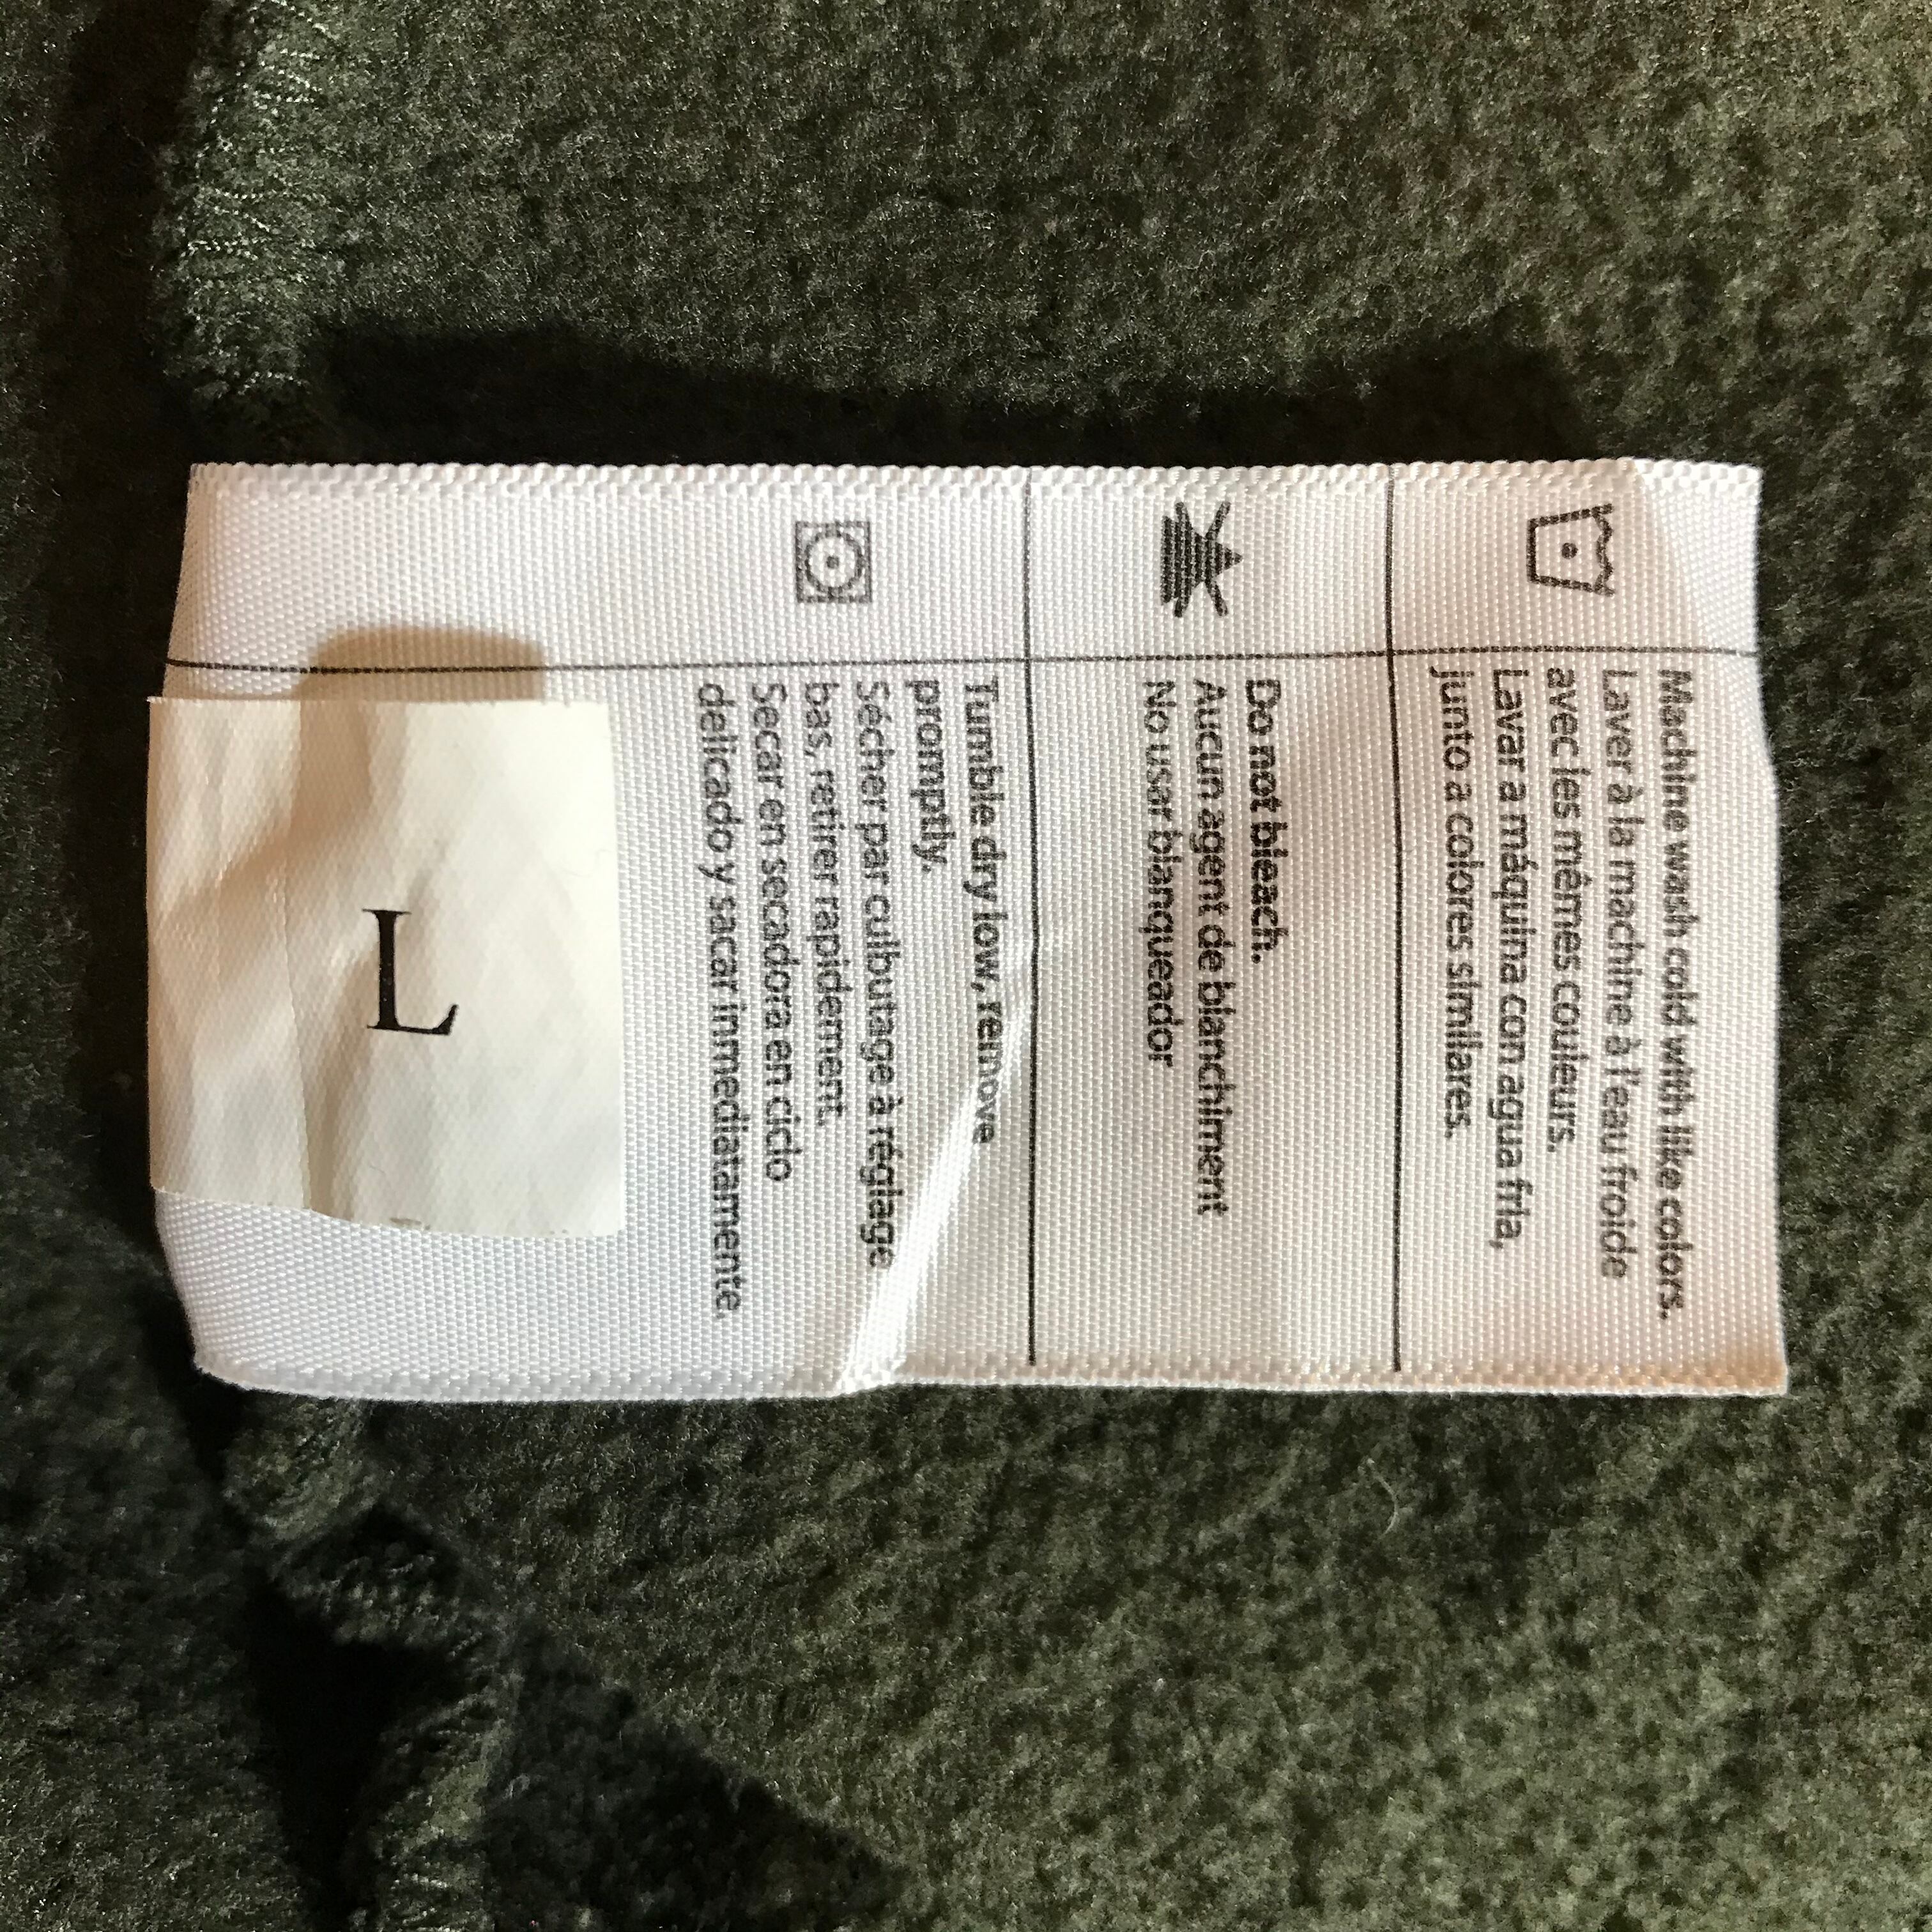 Machine wash cold with like colors.
Laver à la machine à l'eau froide
avec les mêmes couleurs.
Lavar a máquina con agua fría,
junto a colores similares.
Do not bleach.
Aucun agent de blanchiment
No usar blanqueador
Tumble dry low, remove
promptly.
Sécher par culbutage à réglage
bas, retirer rapidement.
Secar en secadora en ciclo
delicado y sacar inmediatamente.
L